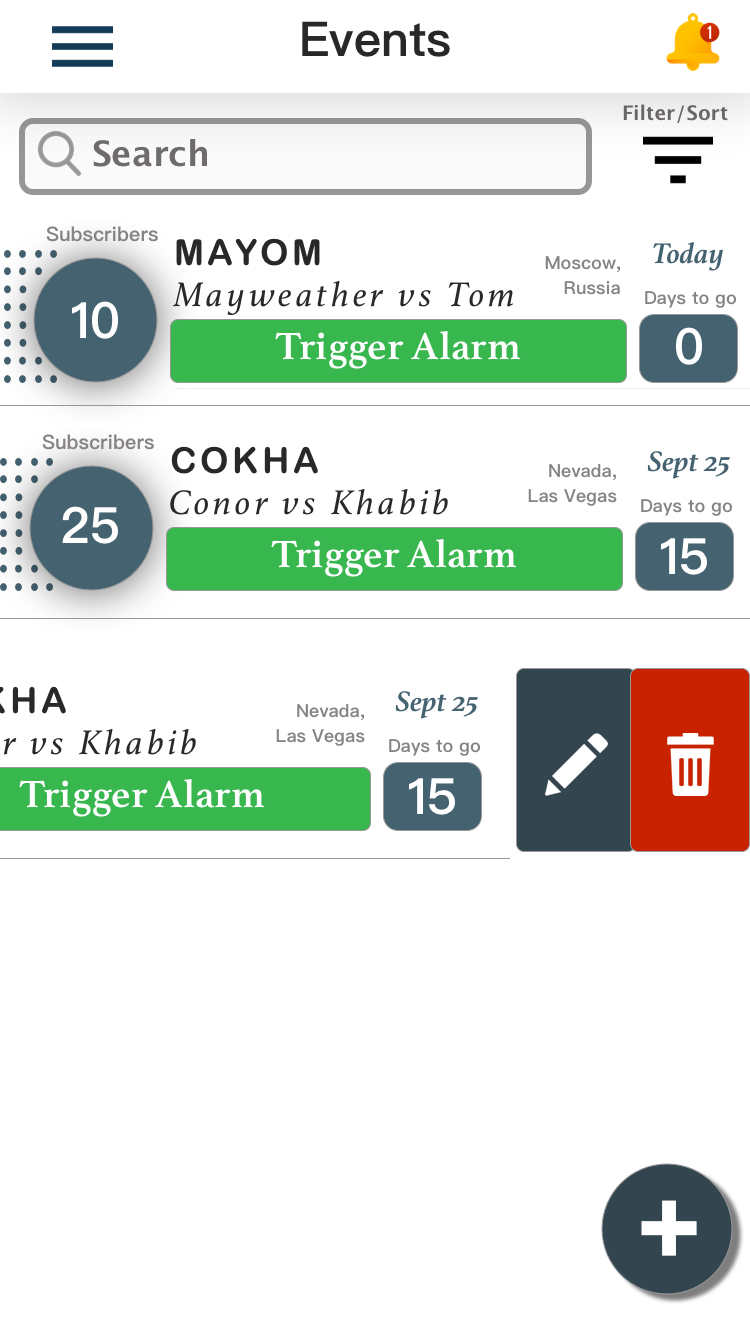 Events
1
Filter/Sort
Search
Subscribers
10
MAYOM
Mayweather vs Tom
Moscow,
Russia
Today
Days to go
Trigger Alarm
0
Subscribers
25
COKHA
Conor vs Khabib
Nevada,
Las Vegas
Sept 25
Days to go
Trigger Alarm
15
KHA
r vs Khabib
Nevada,
Las Vegas
Sept 25
Days to go
Trigger Alarm
15